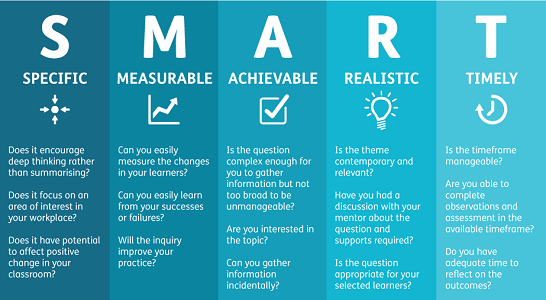 S
SPECIFIC
Does it encourage
deep thinking rather
than summarising?
Does it focus on an
area of interest in
your workplace?
Does it have potential
to affect positive
change in your
classroom?
M
MEASURABLE
Can you easily
measure the changes
in your learners?
Can you easily learn
from your successes
or failures?
Will the inquiry
improve your
practice?
A
ACHIEVABLE
Is the question
complex enough for
you to gather
information but not
too broad to be
unmanageable?
Are you interested in
the topic?
Can you gather
information
incidentally?
R
REALISTIC
Is the theme
contemporary and
relevant?
Have you had a
discussion with your
mentor about the
question and
supports required?
Is the question
appropriate for your
selected learners?
T
TIMELY
Is the timeframe
manageable?
Are you able to
complete
observations and
assessment in the
available timeframe?
Do you have
adequate time to
reflect on the
outcomes?